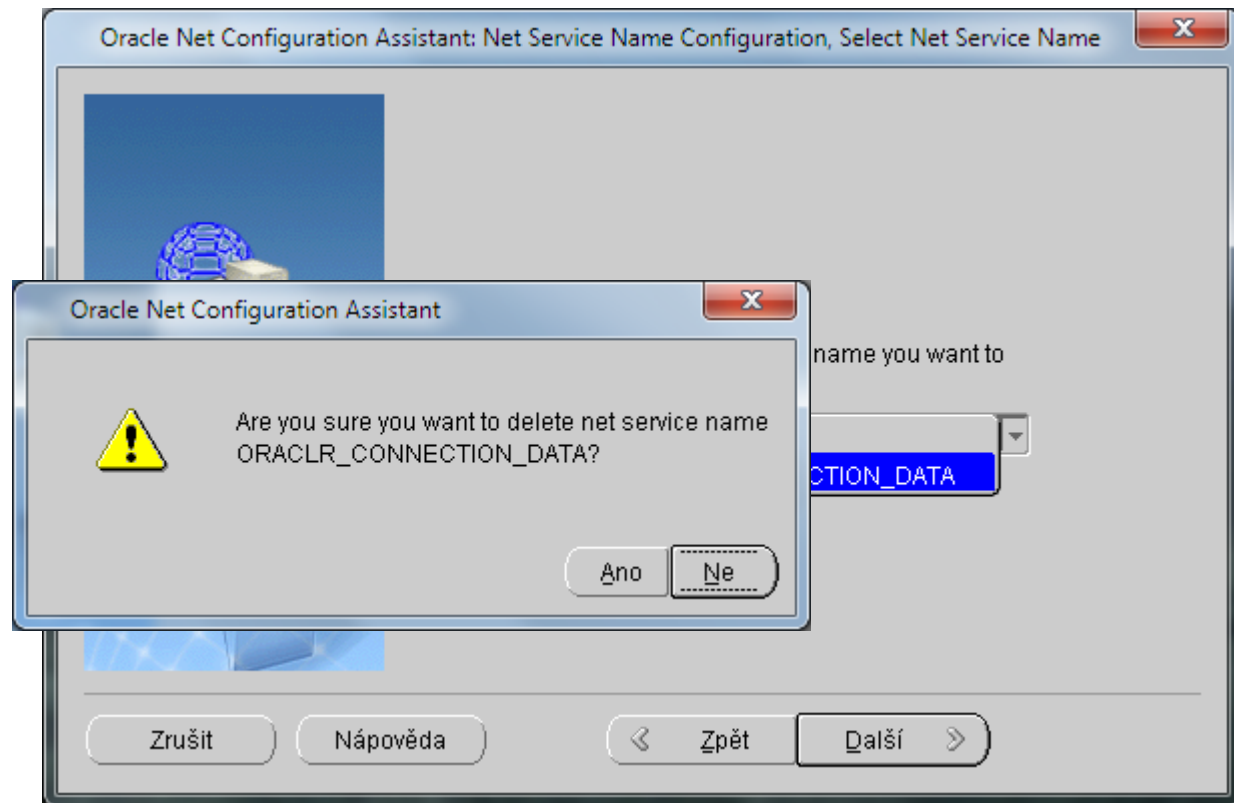 Oracle Net Configuration Assistant: Net Service Name Configuration, Select Net Service Name
Oracle Net Configuration Assistant
name you want to
Are you sure you want to delete net service name
ORACLR_CONNECTION_DATA?
CTION_DATA
Ano
Ne
Zrušit
Nápověda
Zpět
Další